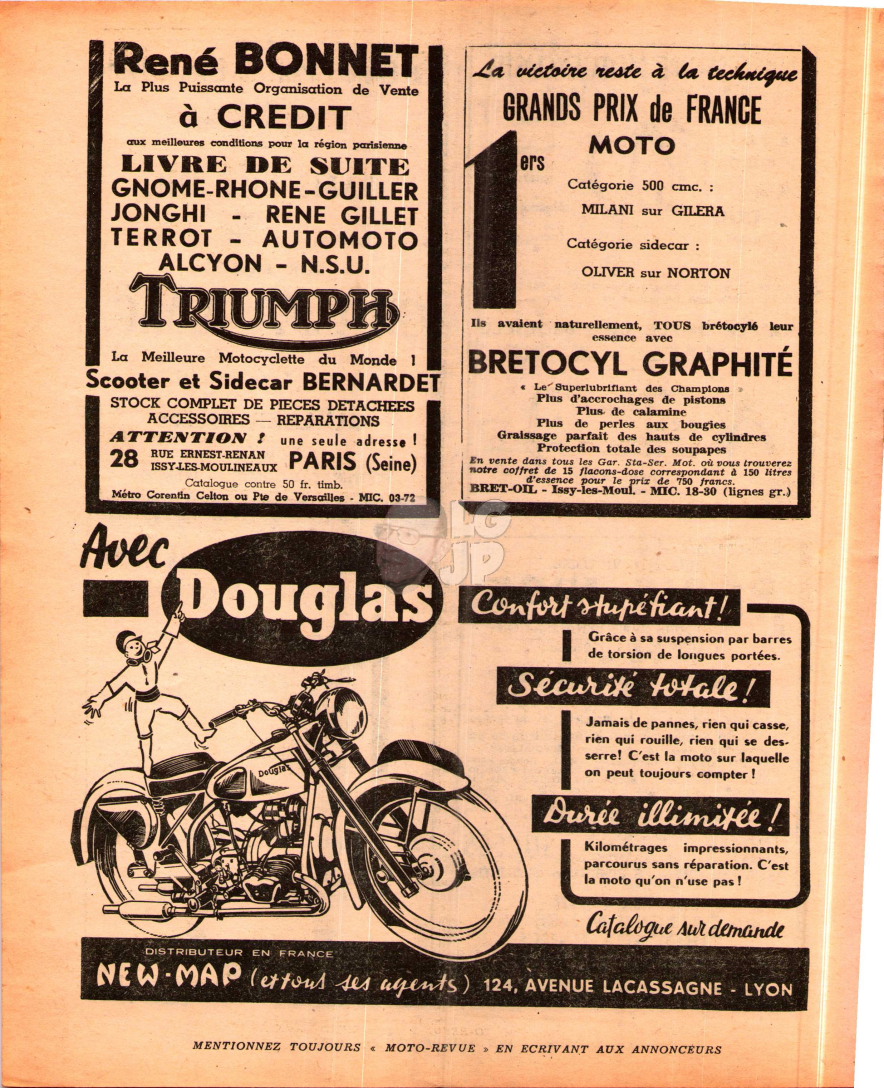 René BONNET
La Plus Puissante Organisation de Vente
à CREDIT
aux meilleures conditions pour la région parisienne
LIVRE DE SUITE
GNOME-RHONE-GUILLER
JONGHI - RENE GILLET
TERROT - AUTOMOTO
ALCYON - N.S.U.
TRIUMPH
La Meilleure Motocyclette du Monde !
Scooter et Sidecar BERNARDET
STOCK COMPLET DE PIECES DETACHEES
ACCESSOIRES — REPARATIONS
ATTENTION ! une seule adresse !
28 RUE ERNEST-RENAN
ISSY-LES-MOULINEAUX PARIS (Seine)
Catalogue contre 50 fr. timb.
Métro Corentin Celton ou Pte de Versailles - MIC. 03-72
La victoire reste à la technique
GRANDS PRIX de FRANCE
MOTO
1ers
Catégorie 500 cmc. :
MILANI sur GILERA
Catégorie sidecar :
OLIVER sur NORTON
Ils avaient naturellement, TOUS brétocylé leur
essence avec
BRETOCYL GRAPHITÉ
« Le Superlubrifiant des Champions »
Plus d'accrochages de pistons
Plus de calamine
Plus de perles aux bougies
Graissage parfait des hauts de cylindres
Protection totale des soupapes
En vente dans tous les Gar. Sta-Ser. Mot. où vous trouverez
notre coffret de 15 flacons-dose correspondant à 150 litres
d'essence pour le prix de 750 francs.
BRET-OIL - Issy-les-Moul. - MIC. 18-30 (lignes gr.)
LG
JP
Avec
Douglas
Douglas
Confort stupéfiant!
Grâce à sa suspension par barres
de torsion de longues portées.
Sécurité totale!
Jamais de pannes, rien qui casse,
rien qui rouille, rien qui se des-
serre! C'est la moto sur laquelle
on peut toujours compter !
Durée illimitée!
Kilométrages impressionnants,
parcourus sans réparation. C'est
la moto qu'on n'use pas !
Catalogue sur demande
DISTRIBUTEUR EN FRANCE
NEW-MAP (et tous ses agents) 124, AVENUE LACASSAGNE - LYON
MENTIONNEZ TOUJOURS « MOTO-REVUE » EN ECRIVANT AUX ANNONCEURS